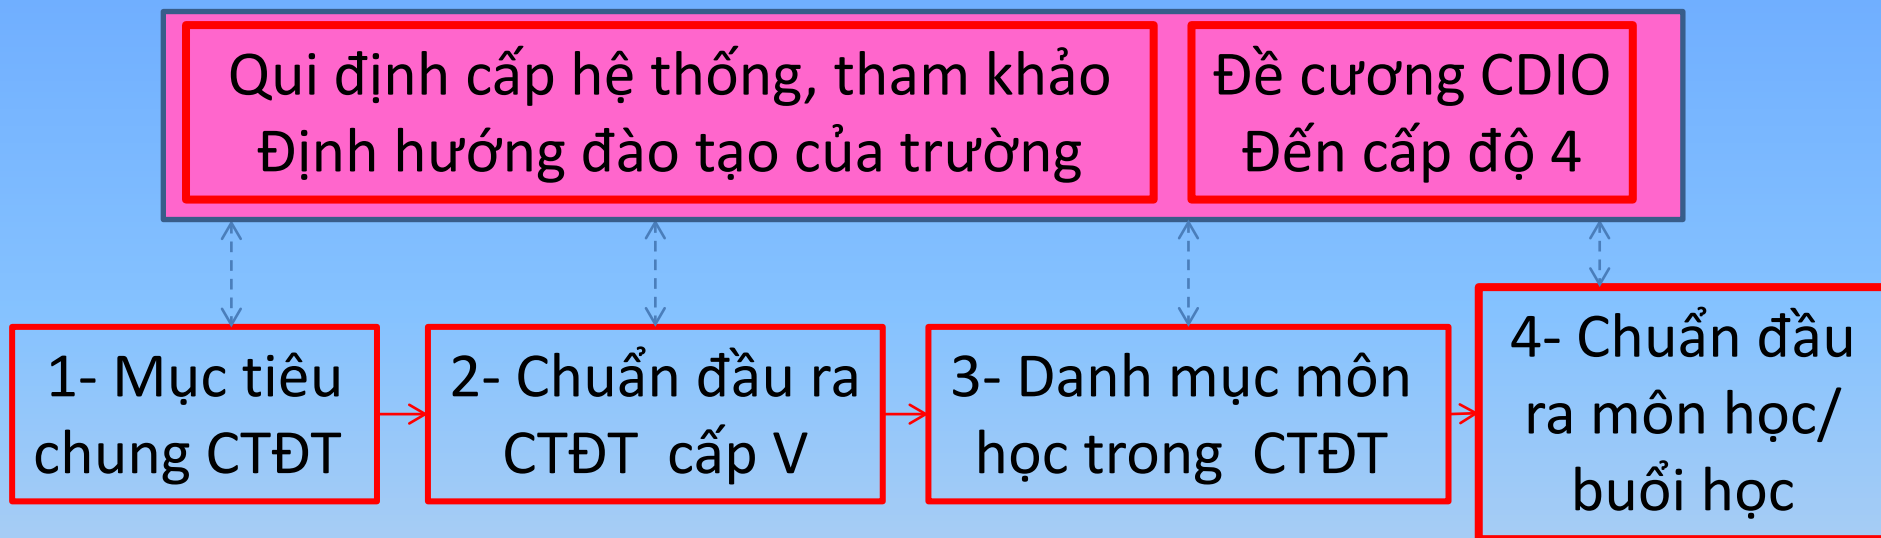 Qui định cấp hệ thống, tham khảo
Định hướng đào tạo của trường
Đề cương CDIO
Đến cấp độ 4
1- Mục tiêu
chung CTĐT
2- Chuẩn đầu ra
CTĐT cấp V
3- Danh mục môn
học trong CTĐT
4- Chuẩn đầu
ra môn học/
buổi học